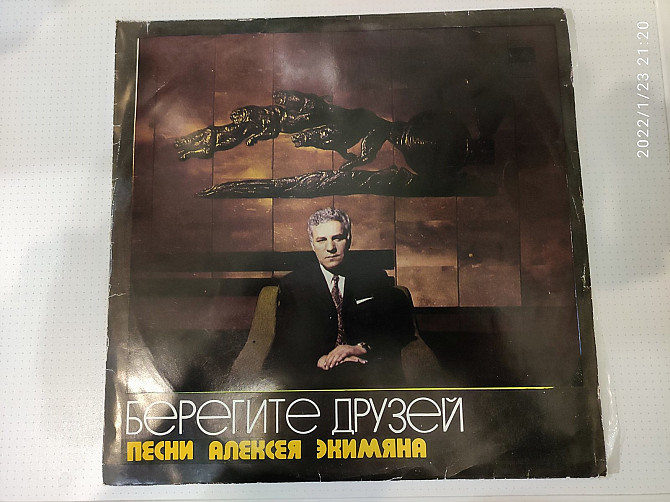 2022/1/23 21:20
БЕРЕГИТЕ ДРУЗЕЙ
ПЕСНИ АЛЕКСЕЯ ЭКИМЯНА